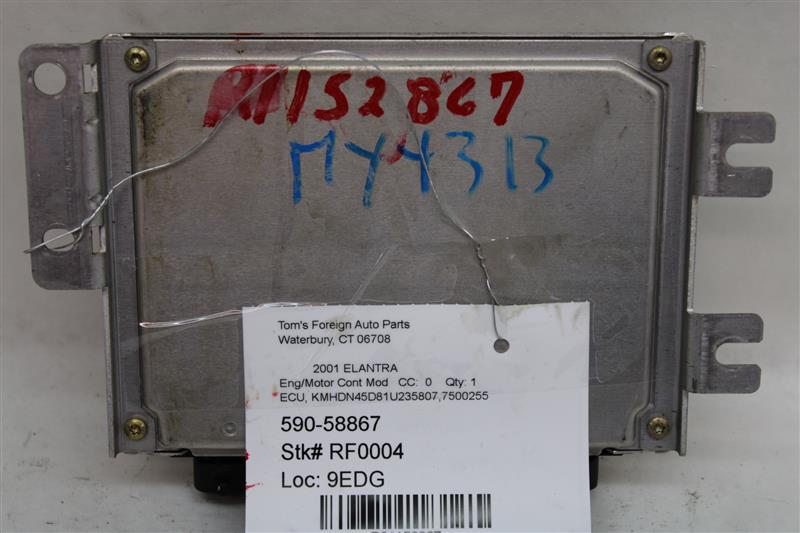 152867
MY4313
Tom's Foreign Auto Parts
Waterbury, CT 06708
2001 ELANTRA
Eng/Motor Cont Mod CC: 0 Qty: 1
ECU, KMHDN45D81U235807,7500255
590-58867
Stk# RF0004
Loc: 9EDG